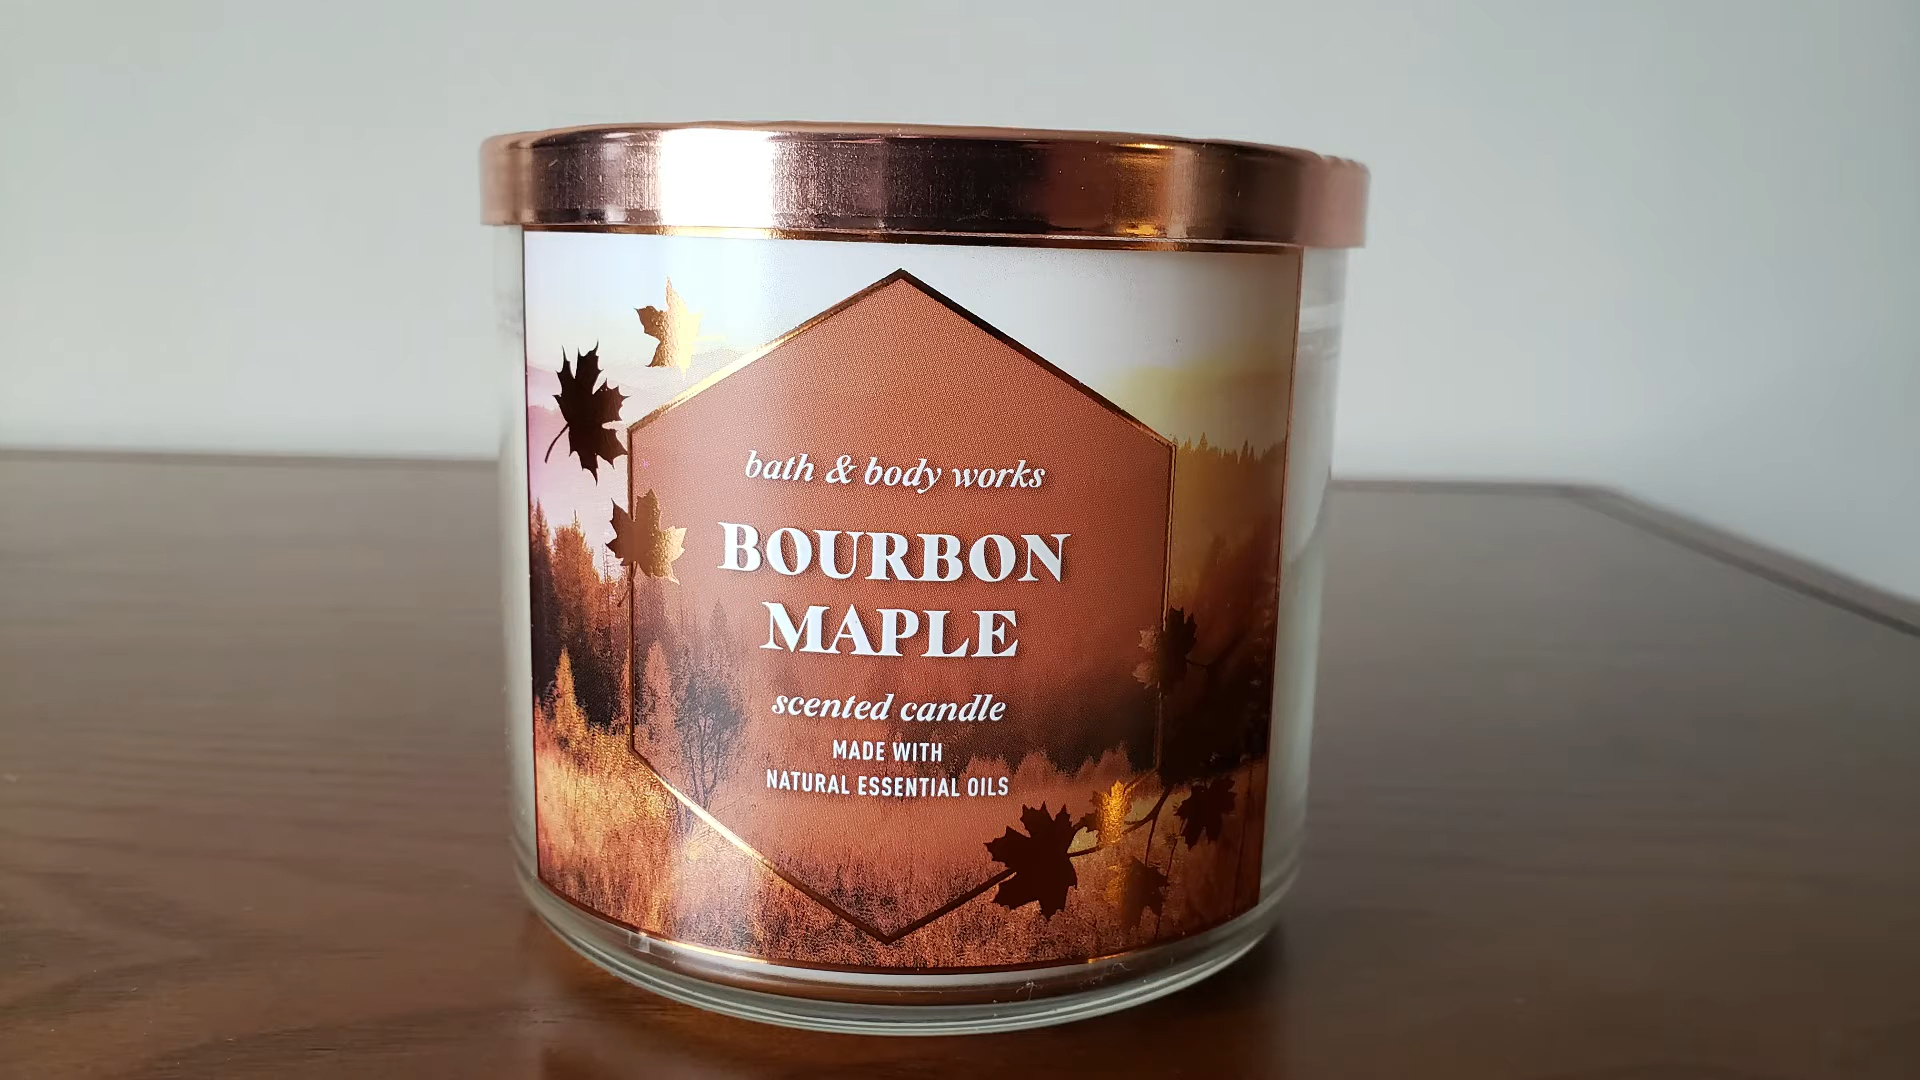 bath & body works
BOURBON
MAPLE
scented candle
MADE WITH
NATURAL ESSENTIAL OILS